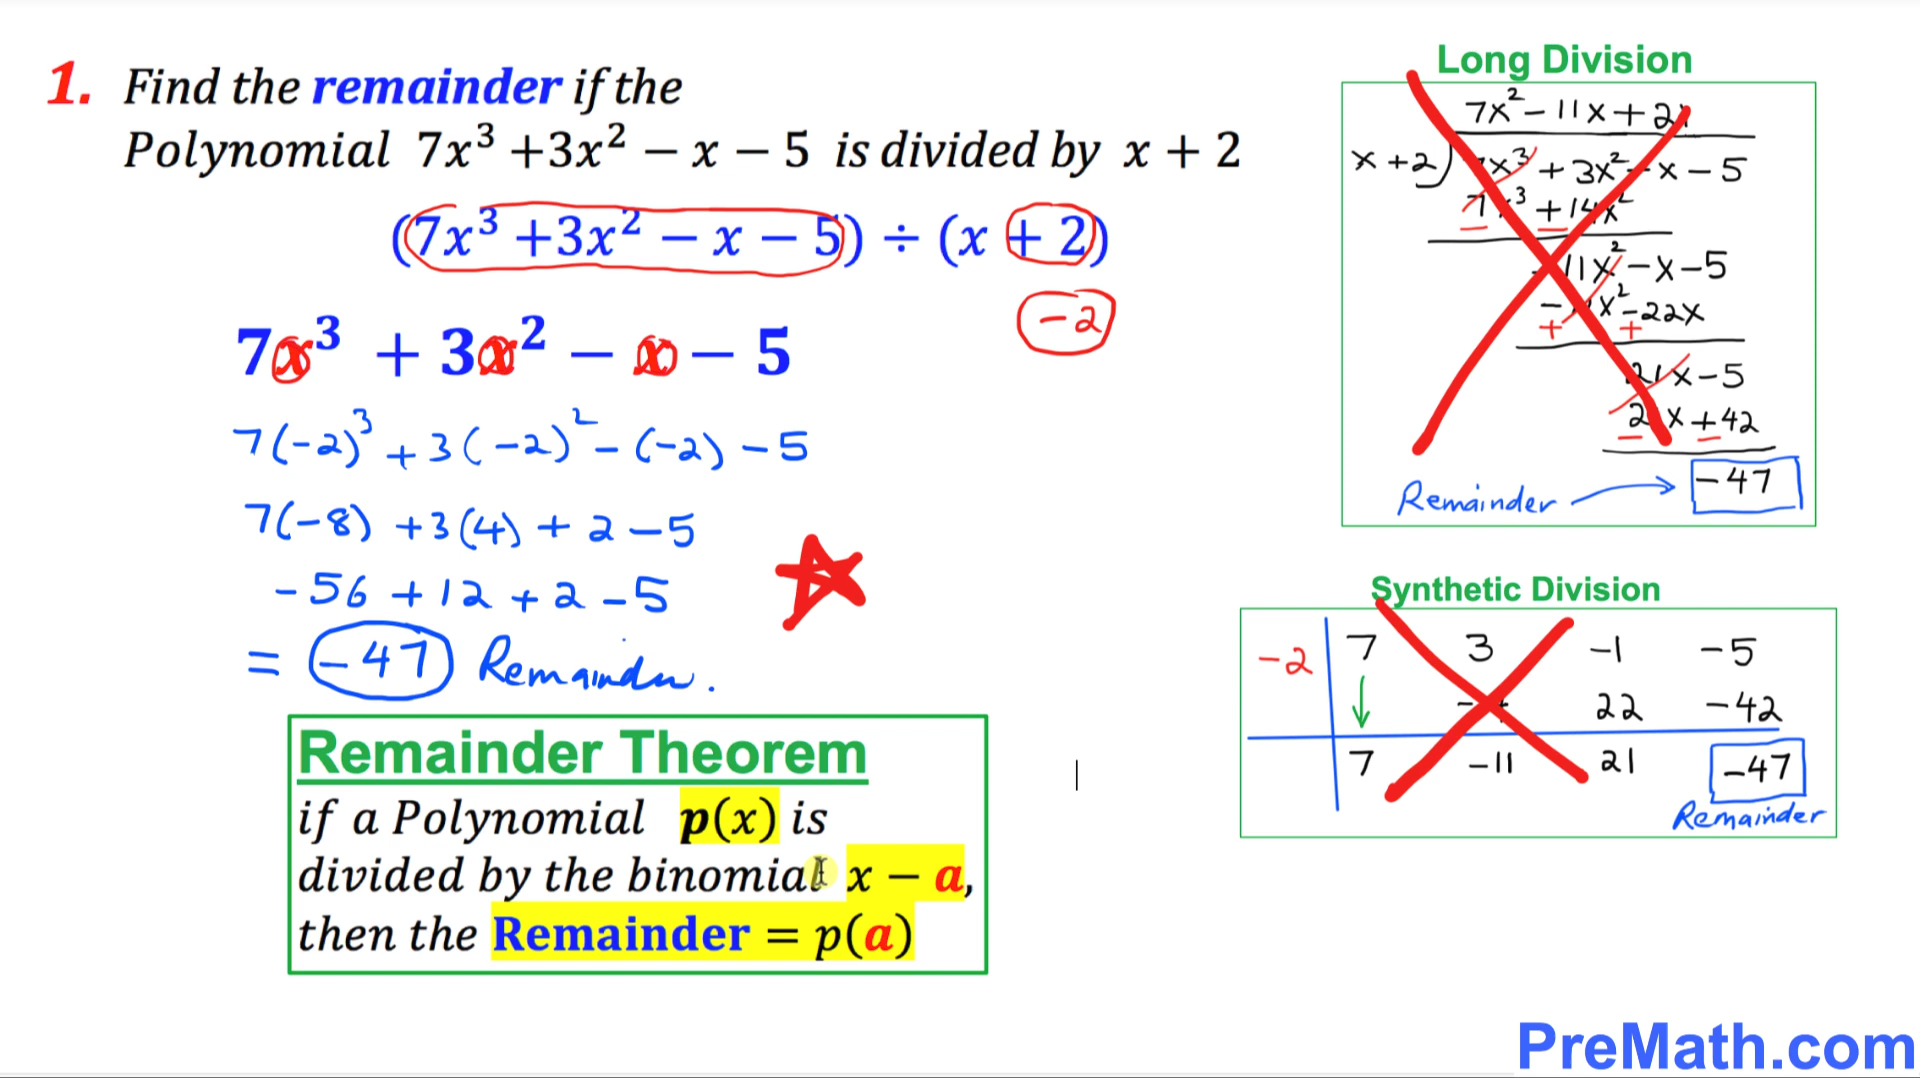 1. Find the remainder if the
Polynomial 7x³ +3x² − x − 5 is divided by x + 2
(7x³ +3x² − x − 5) ÷ (x + 2)
−2
7x³ + 3x² − x − 5
7(−2)³ + 3(−2)² − (−2) − 5
7(−8) + 3(4) + 2 − 5
−56 + 12 + 2 − 5
= −47 Remainder.
Remainder Theorem
if a Polynomial p(x) is
divided by the binomial x − a,
then the Remainder = p(a)
Long Division
7x² − 11x + 21
x + 2) 7x³ + 3x² − x − 5
7x³ + 14x²
− −
− 11x² − x − 5
− 11x² − 22x
+ +
21x − 5
21x + 42
− −
Remainder → −47
Synthetic Division
−2 7 3 −1 −5
↓ 22 −42
7 −11 21 −47
Remainder
PreMath.com